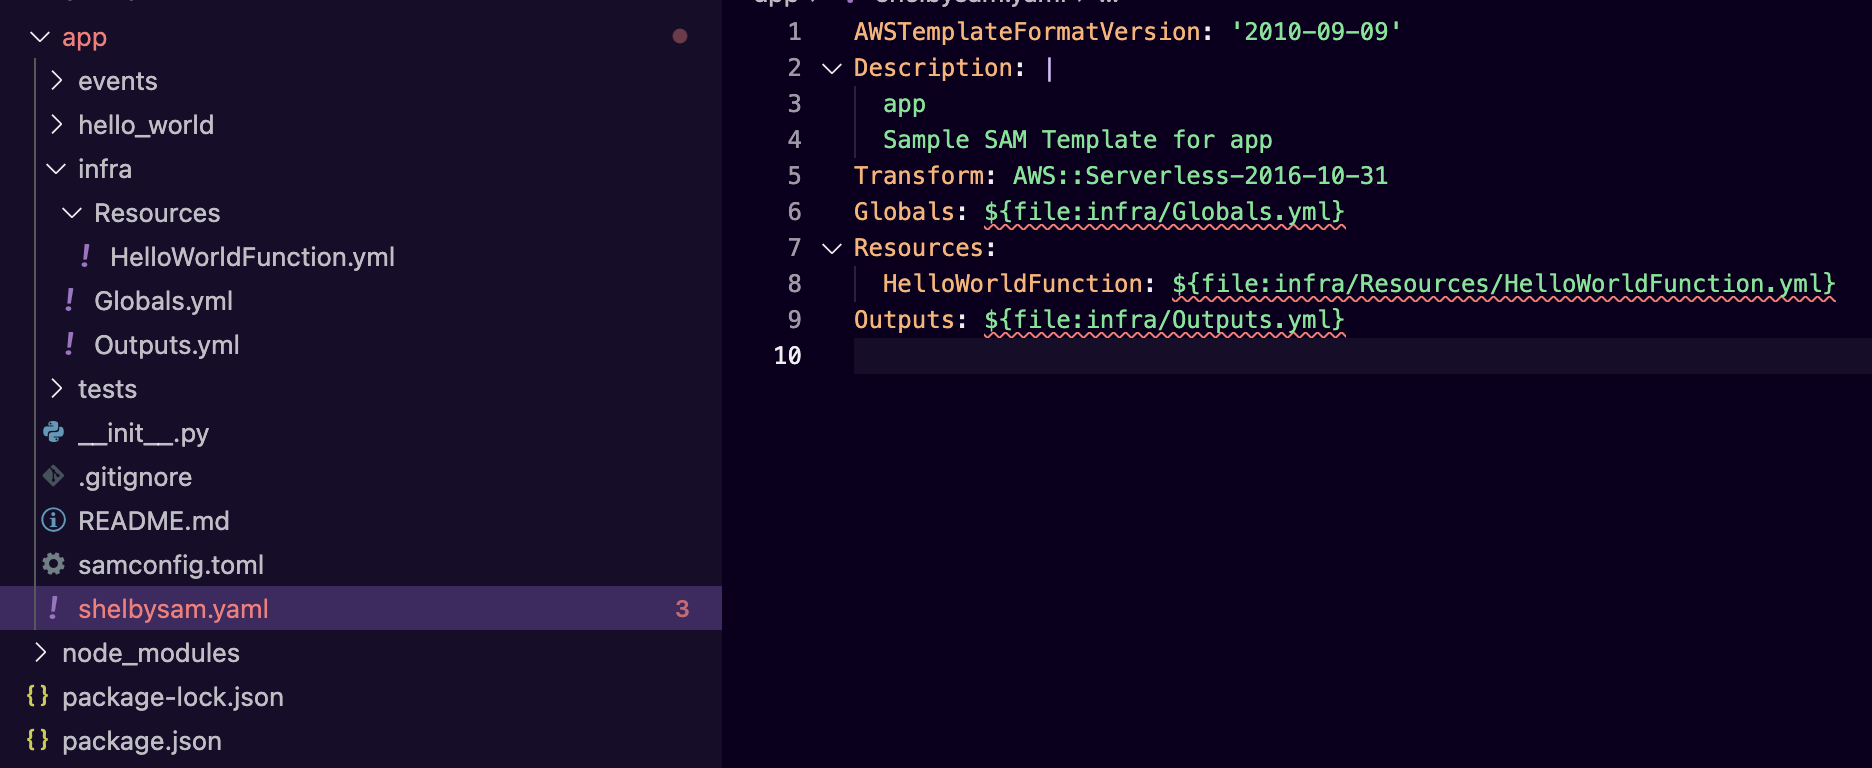 app
events
hello_world
infra
Resources
! HelloWorldFunction.yml
! Globals.yml
! Outputs.yml
tests
__init__.py
.gitignore
README.md
samconfig.toml
! shelbysam.yaml 3
node_modules
{} package-lock.json
{} package.json
app > ! shelbysam.yaml > ...
1 AWSTemplateFormatVersion: '2010-09-09'
2 Description: |
3 app
4 Sample SAM Template for app
5 Transform: AWS::Serverless-2016-10-31
6 Globals: ${file:infra/Globals.yml}
7 Resources:
8 HelloWorldFunction: ${file:infra/Resources/HelloWorldFunction.yml}
9 Outputs: ${file:infra/Outputs.yml}
10